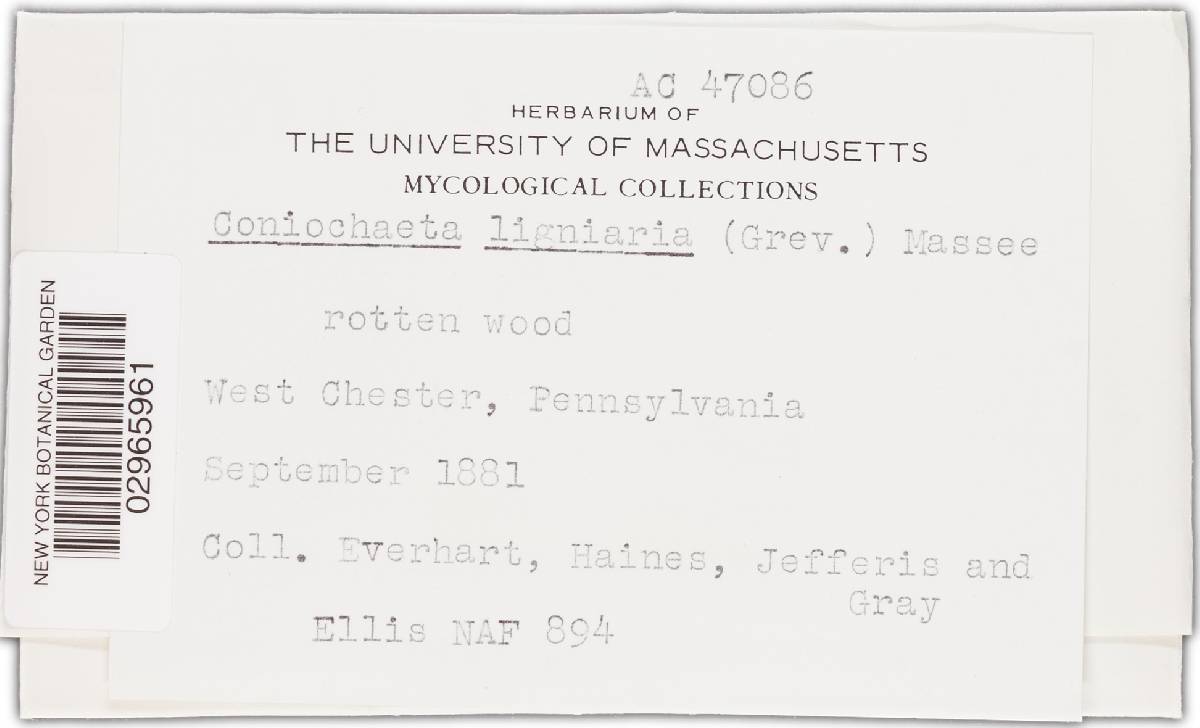 AC 47086
HERBARIUM OF
THE UNIVERSITY OF MASSACHUSETTS
MYCOLOGICAL COLLECTIONS
Coniochaeta ligniaria (Grev.) Massee
rotten wood
West Chester, Pennsylvania
September 1881
Coll. Everhart, Haines, Jefferis and
Gray
Ellis NAF 894
NEW YORK BOTANICAL GARDEN
02965961